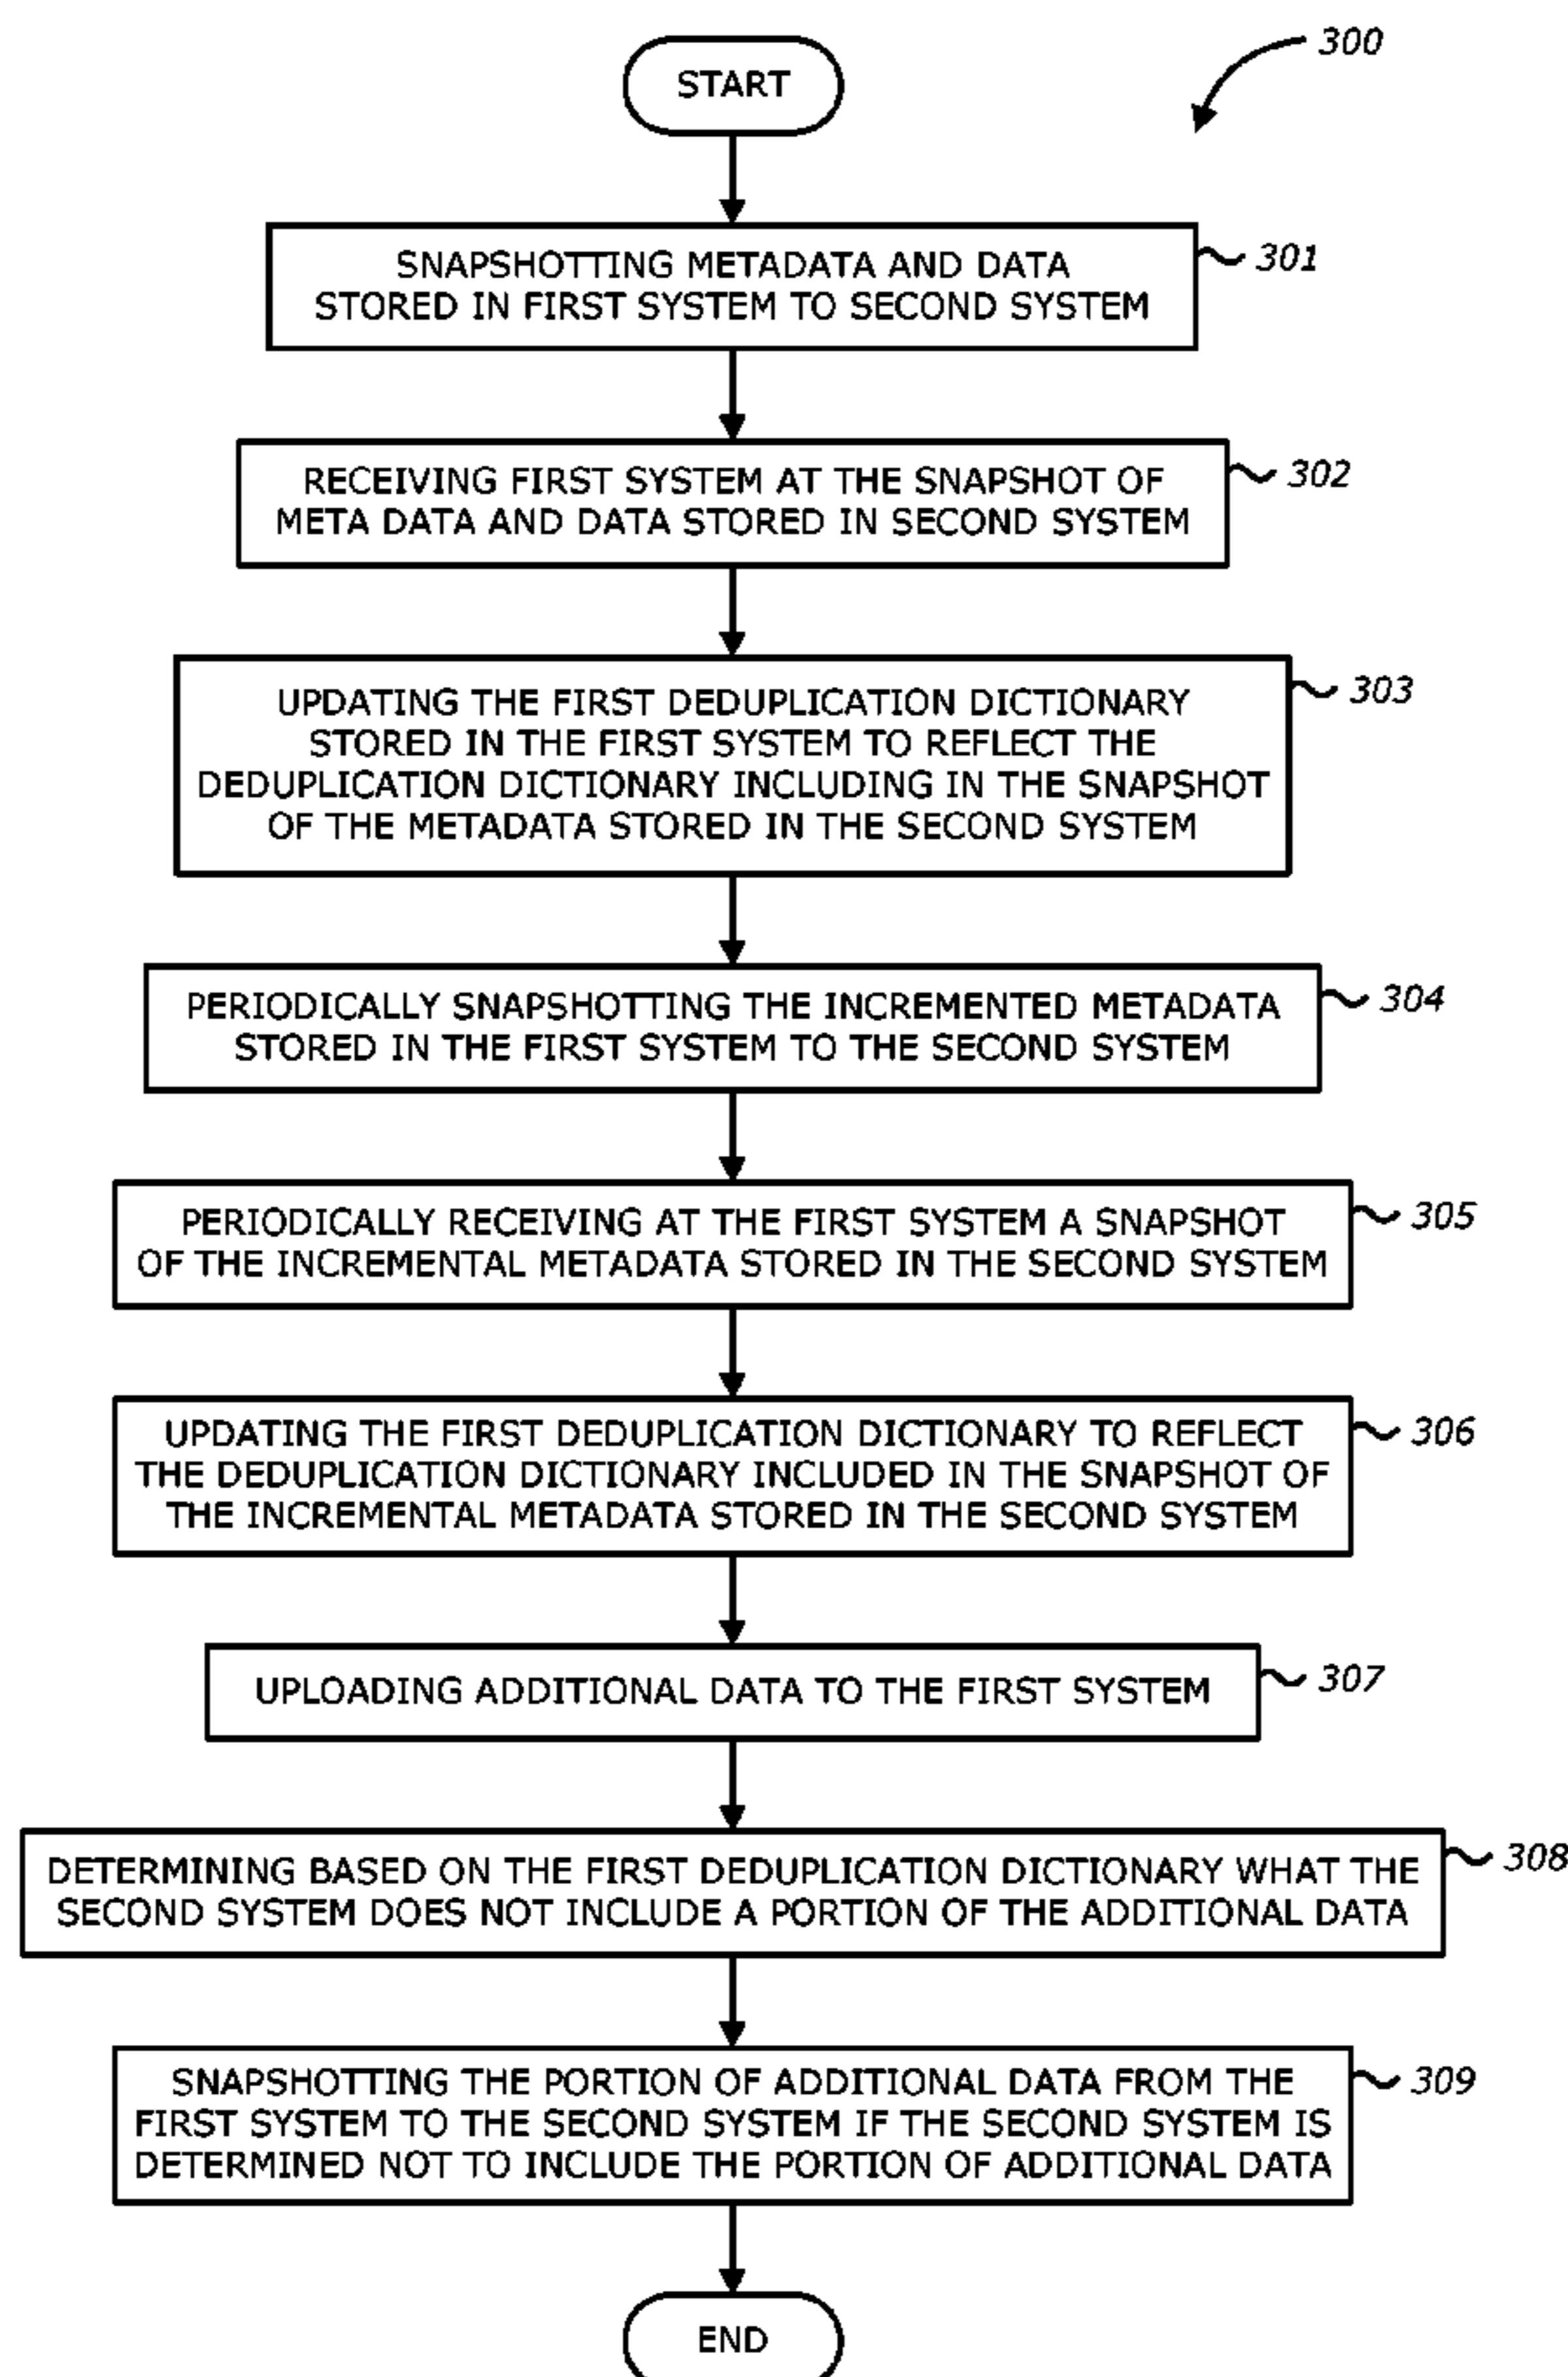 300
START
SNAPSHOTTING METADATA AND DATA
STORED IN FIRST SYSTEM TO SECOND SYSTEM
301
RECEIVING FIRST SYSTEM AT THE SNAPSHOT OF
META DATA AND DATA STORED IN SECOND SYSTEM
302
UPDATING THE FIRST DEDUPLICATION DICTIONARY
STORED IN THE FIRST SYSTEM TO REFLECT THE
DEDUPLICATION DICTIONARY INCLUDING IN THE SNAPSHOT
OF THE METADATA STORED IN THE SECOND SYSTEM
303
PERIODICALLY SNAPSHOTTING THE INCREMENTED METADATA
STORED IN THE FIRST SYSTEM TO THE SECOND SYSTEM
304
PERIODICALLY RECEIVING AT THE FIRST SYSTEM A SNAPSHOT
OF THE INCREMENTAL METADATA STORED IN THE SECOND SYSTEM
305
UPDATING THE FIRST DEDUPLICATION DICTIONARY TO REFLECT
THE DEDUPLICATION DICTIONARY INCLUDED IN THE SNAPSHOT OF
THE INCREMENTAL METADATA STORED IN THE SECOND SYSTEM
306
UPLOADING ADDITIONAL DATA TO THE FIRST SYSTEM
307
DETERMINING BASED ON THE FIRST DEDUPLICATION DICTIONARY WHAT THE
SECOND SYSTEM DOES NOT INCLUDE A PORTION OF THE ADDITIONAL DATA
308
SNAPSHOTTING THE PORTION OF ADDITIONAL DATA FROM THE
FIRST SYSTEM TO THE SECOND SYSTEM IF THE SECOND SYSTEM IS
DETERMINED NOT TO INCLUDE THE PORTION OF ADDITIONAL DATA
309
END